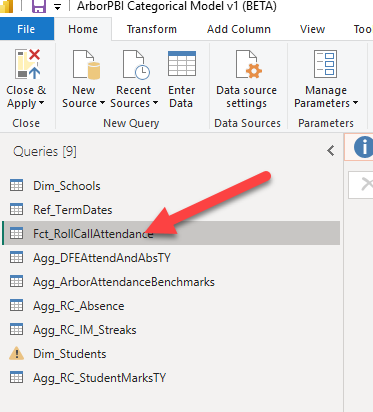 ArborPBI Categorical Model v1 (BETA)
File Home Transform Add Column View Too
Close & Apply
New Source
Recent Sources
Enter Data
Data source settings
Manage Parameters
Close New Query Data Sources Parameters
Queries [9]
Dim_Schools
Ref_TermDates
Fct_RollCallAttendance
Agg_DFEAttendAndAbsTY
Agg_ArborAttendanceBenchmarks
Agg_RC_Absence
Agg_RC_IM_Streaks
Dim_Students
Agg_RC_StudentMarksTY